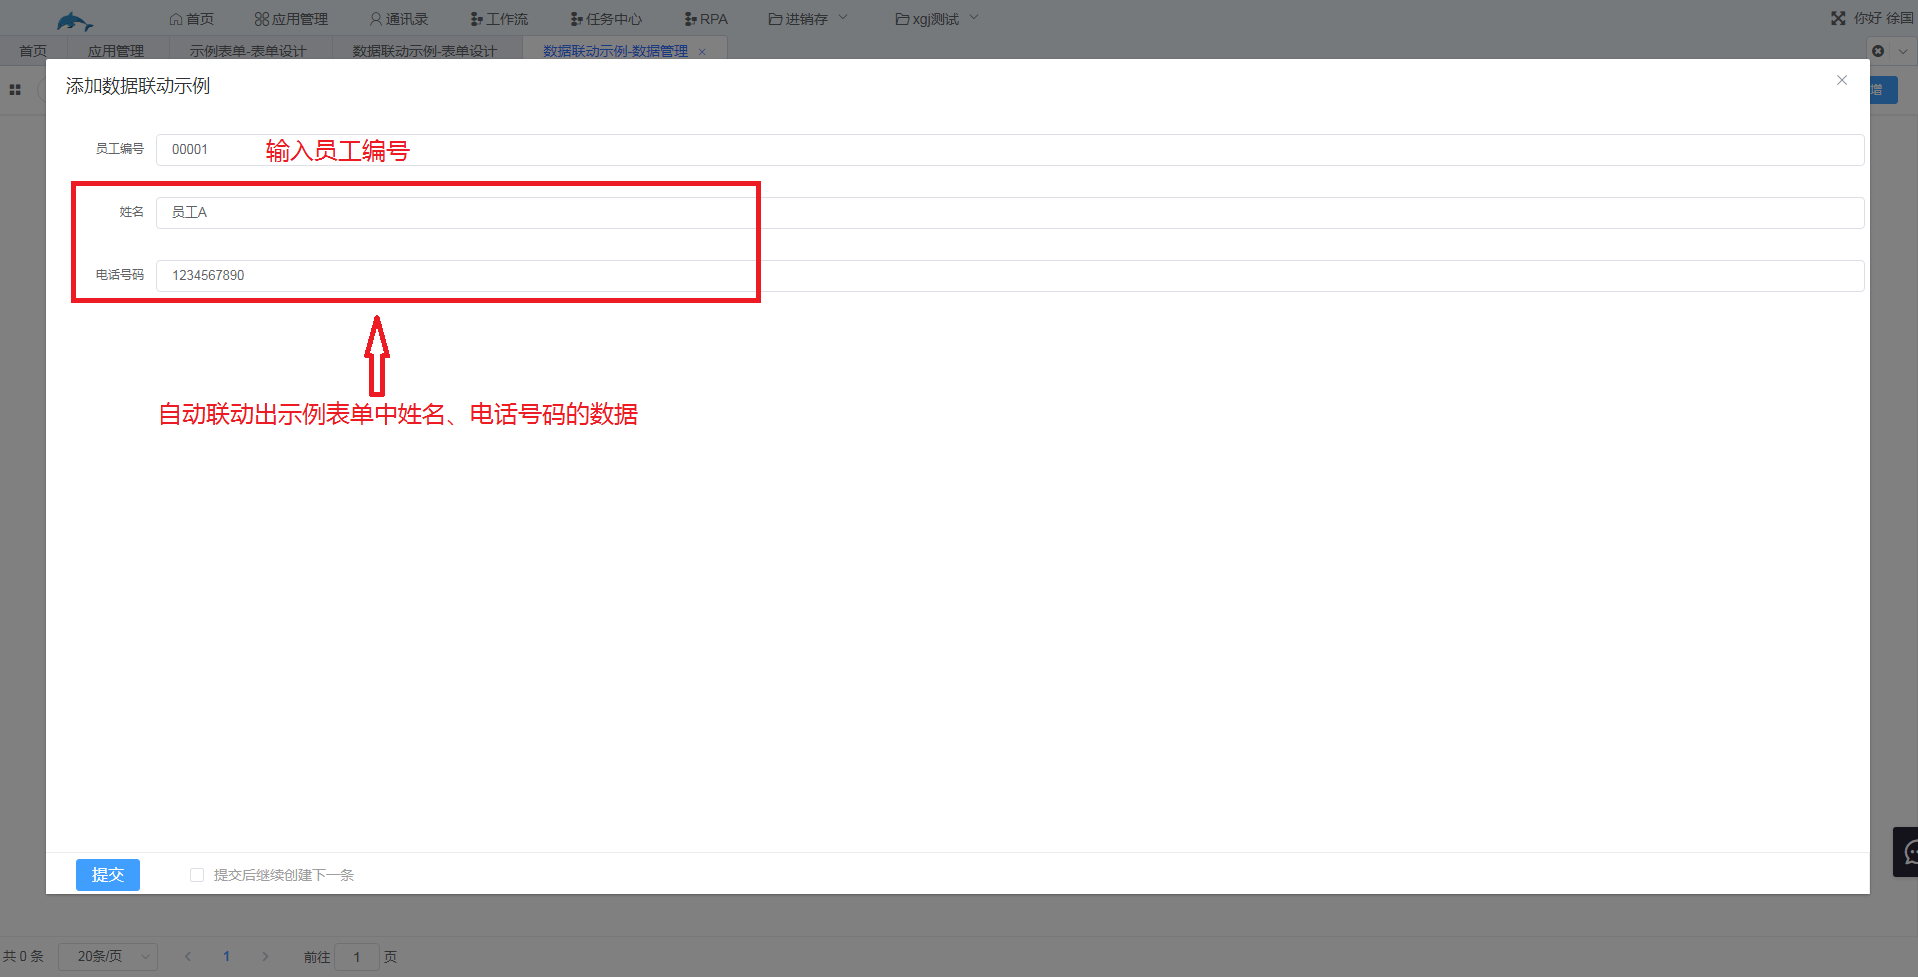 首页 应用管理 通讯录 工作流 任务中心 RPA 进销存 xgj测试 你好 徐国
首页 应用管理 示例表单-表单设计 数据联动示例-表单设计 数据联动示例-数据管理
添加数据联动示例
增
员工编号 00001 输入员工编号
姓名 员工A
电话号码 1234567890
自动联动出示例表单中姓名、电话号码的数据
提交 提交后继续创建下一条
共 0 条 20条/页 1 前往 1 页